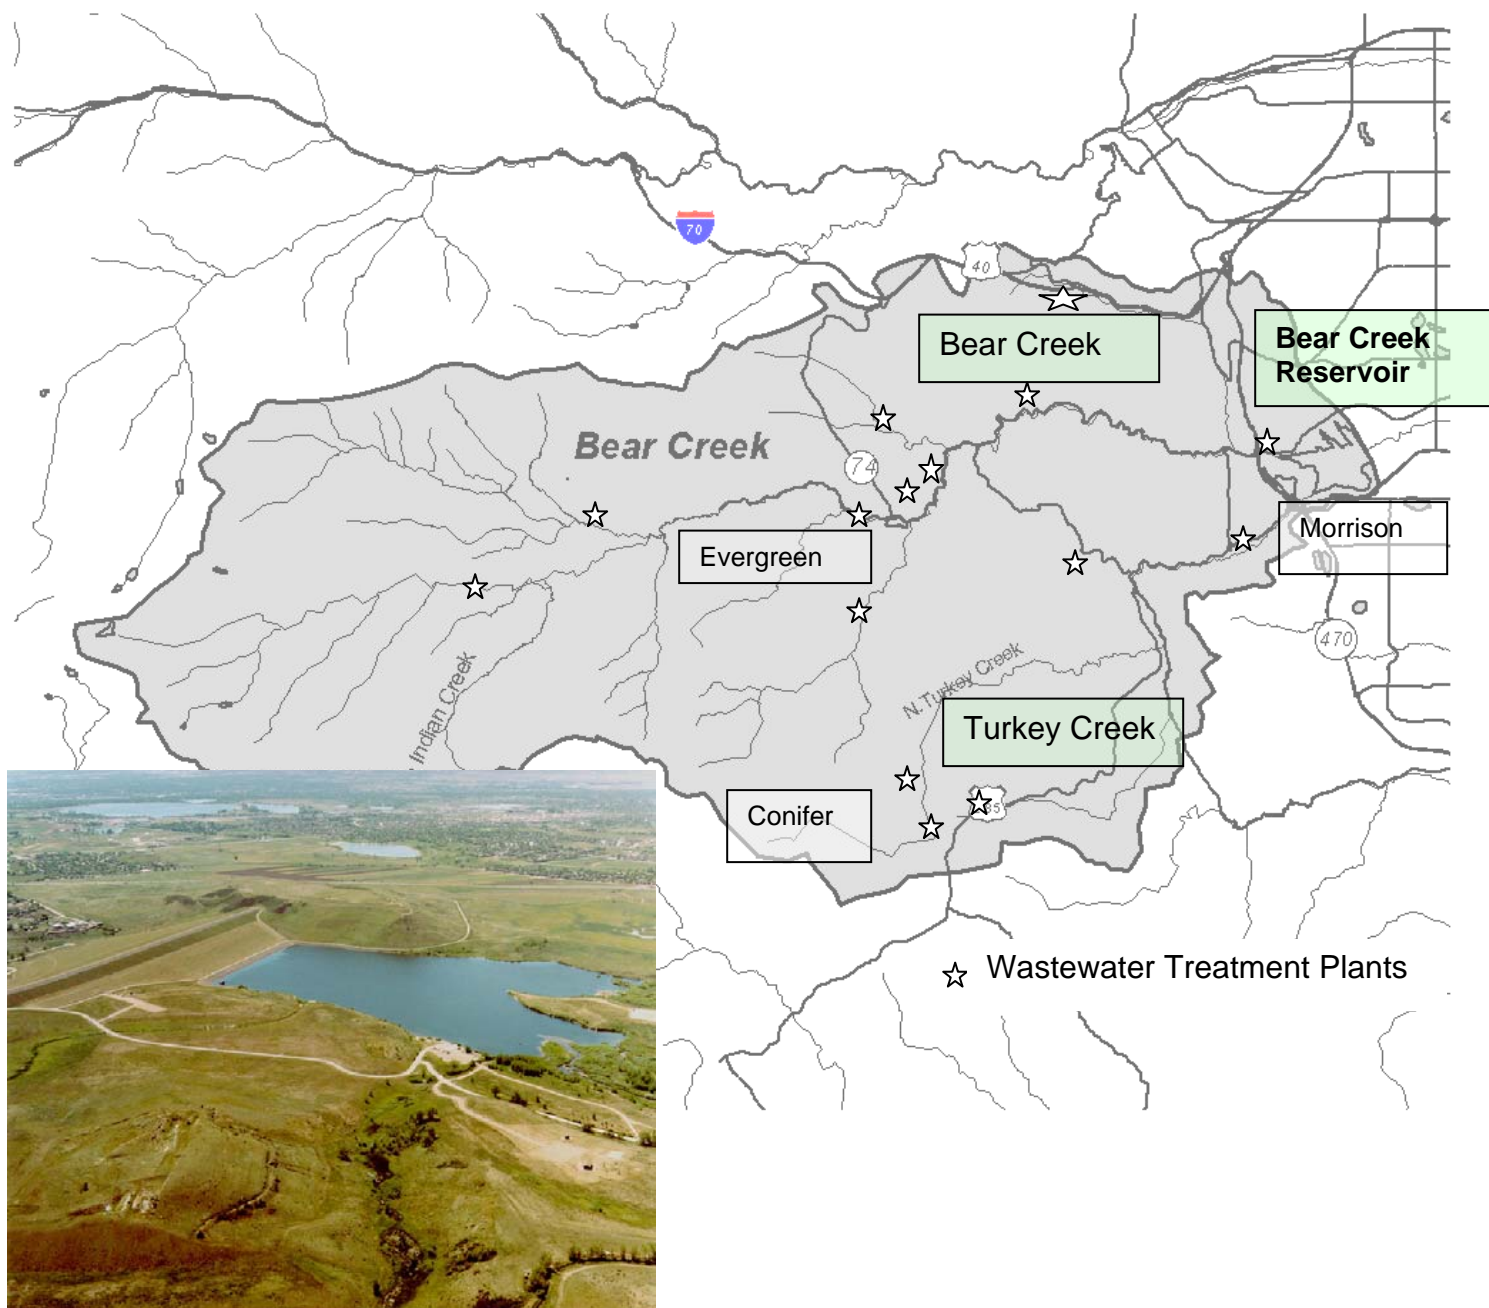 70
40
Bear Creek
Bear Creek
Reservoir
Bear Creek
74
Evergreen
Morrison
470
N. Turkey Creek
Indian Creek
Turkey Creek
Conifer
Wastewater Treatment Plants